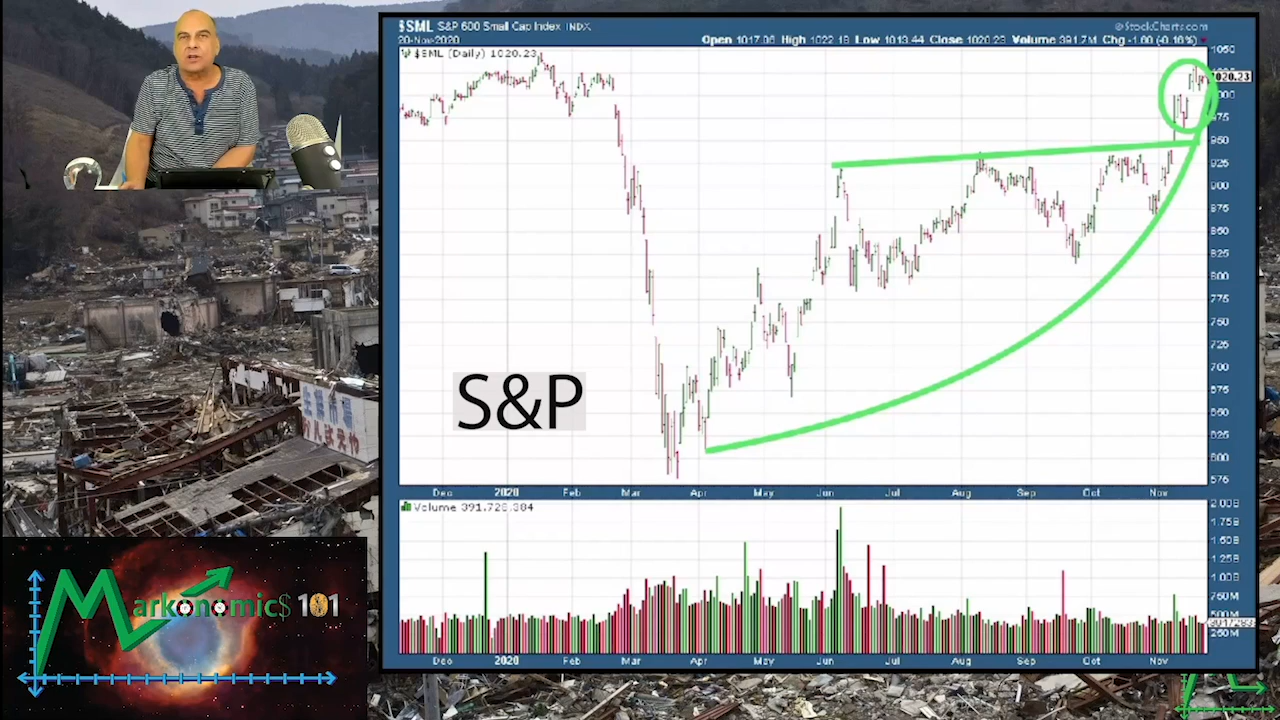 $SML S&P 600 Small Cap Index INDX
@StockCharts.com
20-Nov-2020
Open 1017.06 High 1022.19 Low 1013.44 Close 1020.23 Volume 391.7M Chg -1.60 (-0.16%)
$SML (Daily) 1020.23
1050
1020.23
1000
975
950
925
900
875
850
825
800
775
750
725
700
675
650
625
600
575
S&P
Dec 2020 Feb Mar Apr May Jun Jul Aug Sep Oct Nov
Volume 391,728,384
2.00B
1.75B
1.50B
1.25B
1.00B
750M
500M
250M
Dec 2020 Feb Mar Apr May Jun Jul Aug Sep Oct Nov
Markonomic$ 101